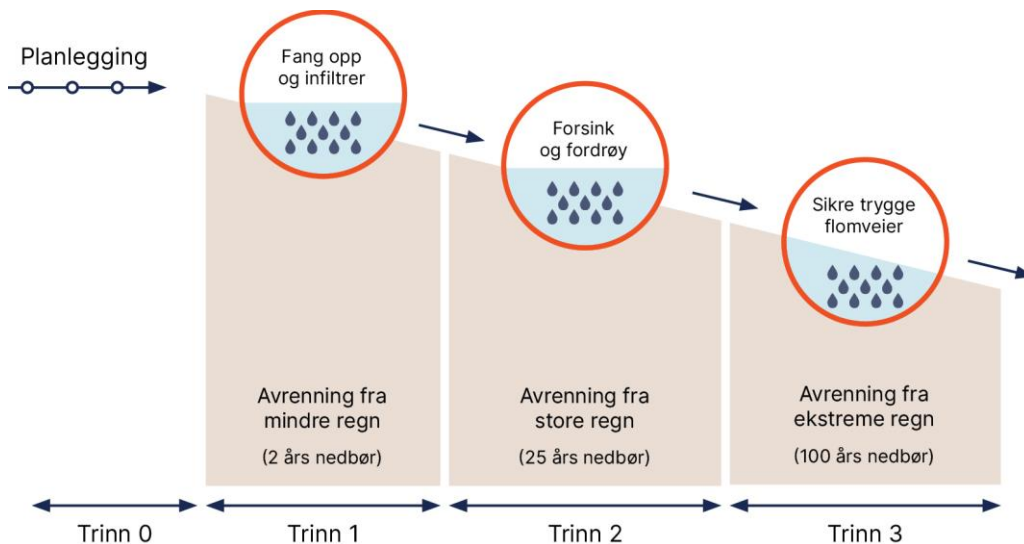 Planlegging
Fang opp
og infiltrer
Forsink
og fordrøy
Sikre trygge
flomveier
Avrenning fra
mindre regn
(2 års nedbør)
Avrenning fra
store regn
(25 års nedbør)
Avrenning fra
ekstreme regn
(100 års nedbør)
Trinn 0
Trinn 1
Trinn 2
Trinn 3